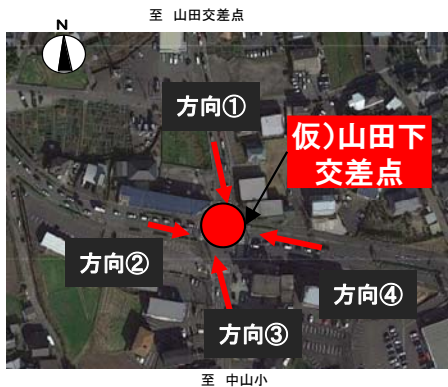 至 山田交差点
N
方向①
仮)山田下
交差点
方向②
方向④
方向③
至 中山小